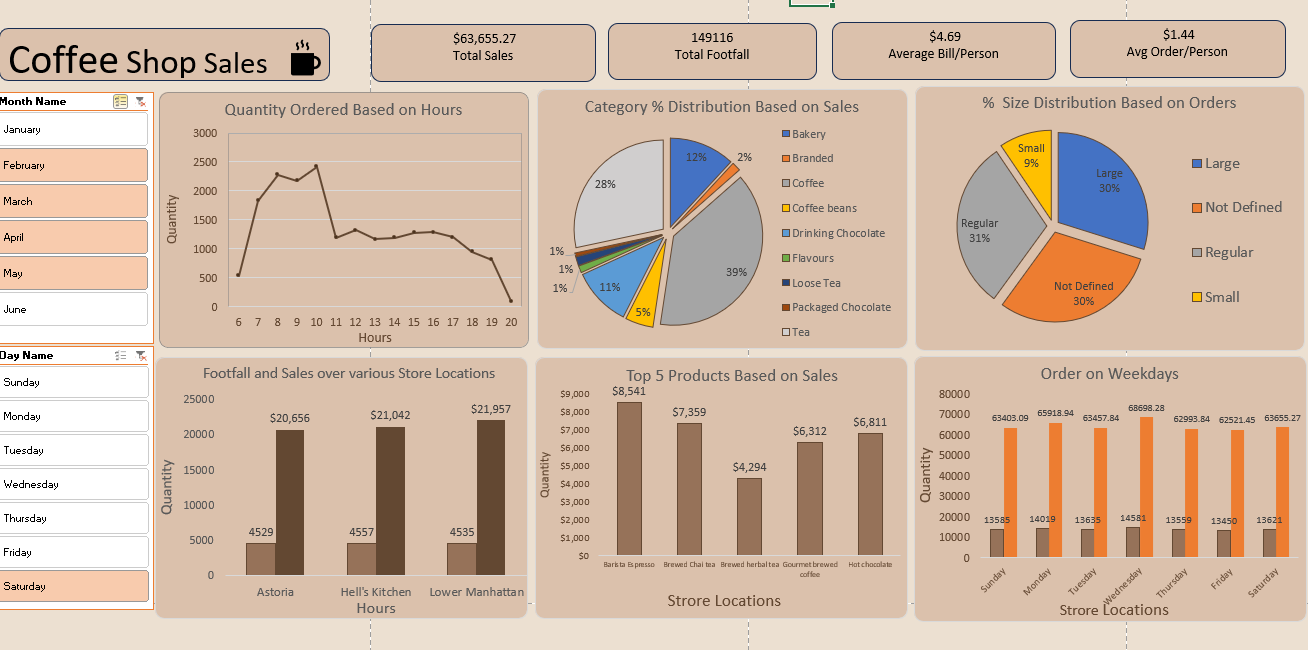 Coffee Shop Sales
$63,655.27
Total Sales
149116
Total Footfall
$4.69
Average Bill/Person
$1.44
Avg Order/Person
Month Name
January
February
March
April
May
June
Day Name
Sunday
Monday
Tuesday
Wednesday
Thursday
Friday
Saturday
Quantity Ordered Based on Hours
Quantity
3000
2500
2000
1500
1000
500
0
6 7 8 9 10 11 12 13 14 15 16 17 18 19 20
Hours
Category % Distribution Based on Sales
12%
2%
39%
5%
11%
1%
1%
1%
28%
Bakery
Branded
Coffee
Coffee beans
Drinking Chocolate
Flavours
Loose Tea
Packaged Chocolate
Tea
% Size Distribution Based on Orders
Small
9%
Large
30%
Regular
31%
Not Defined
30%
Large
Not Defined
Regular
Small
Footfall and Sales over various Store Locations
Quantity
25000
20000
15000
10000
5000
0
4529 $20,656
4557 $21,042
4535 $21,957
Astoria Hell's Kitchen Lower Manhattan
Hours
Top 5 Products Based on Sales
Quantity
$9,000
$8,000
$7,000
$6,000
$5,000
$4,000
$3,000
$2,000
$1,000
$0
$8,541
$7,359
$4,294
$6,312
$6,811
Barista Espresso Brewed Chai tea Brewed herbal tea Gourmet brewed coffee Hot chocolate
Strore Locations
Order on Weekdays
Quantity
80000
70000
60000
50000
40000
30000
20000
10000
0
63403.09 65918.94 63457.84 68698.28 62993.84 62521.45 63655.27
13585 14019 13635 14581 13559 13450 13621
Sunday Monday Tuesday Wednesday Thursday Friday Saturday
Strore Locations